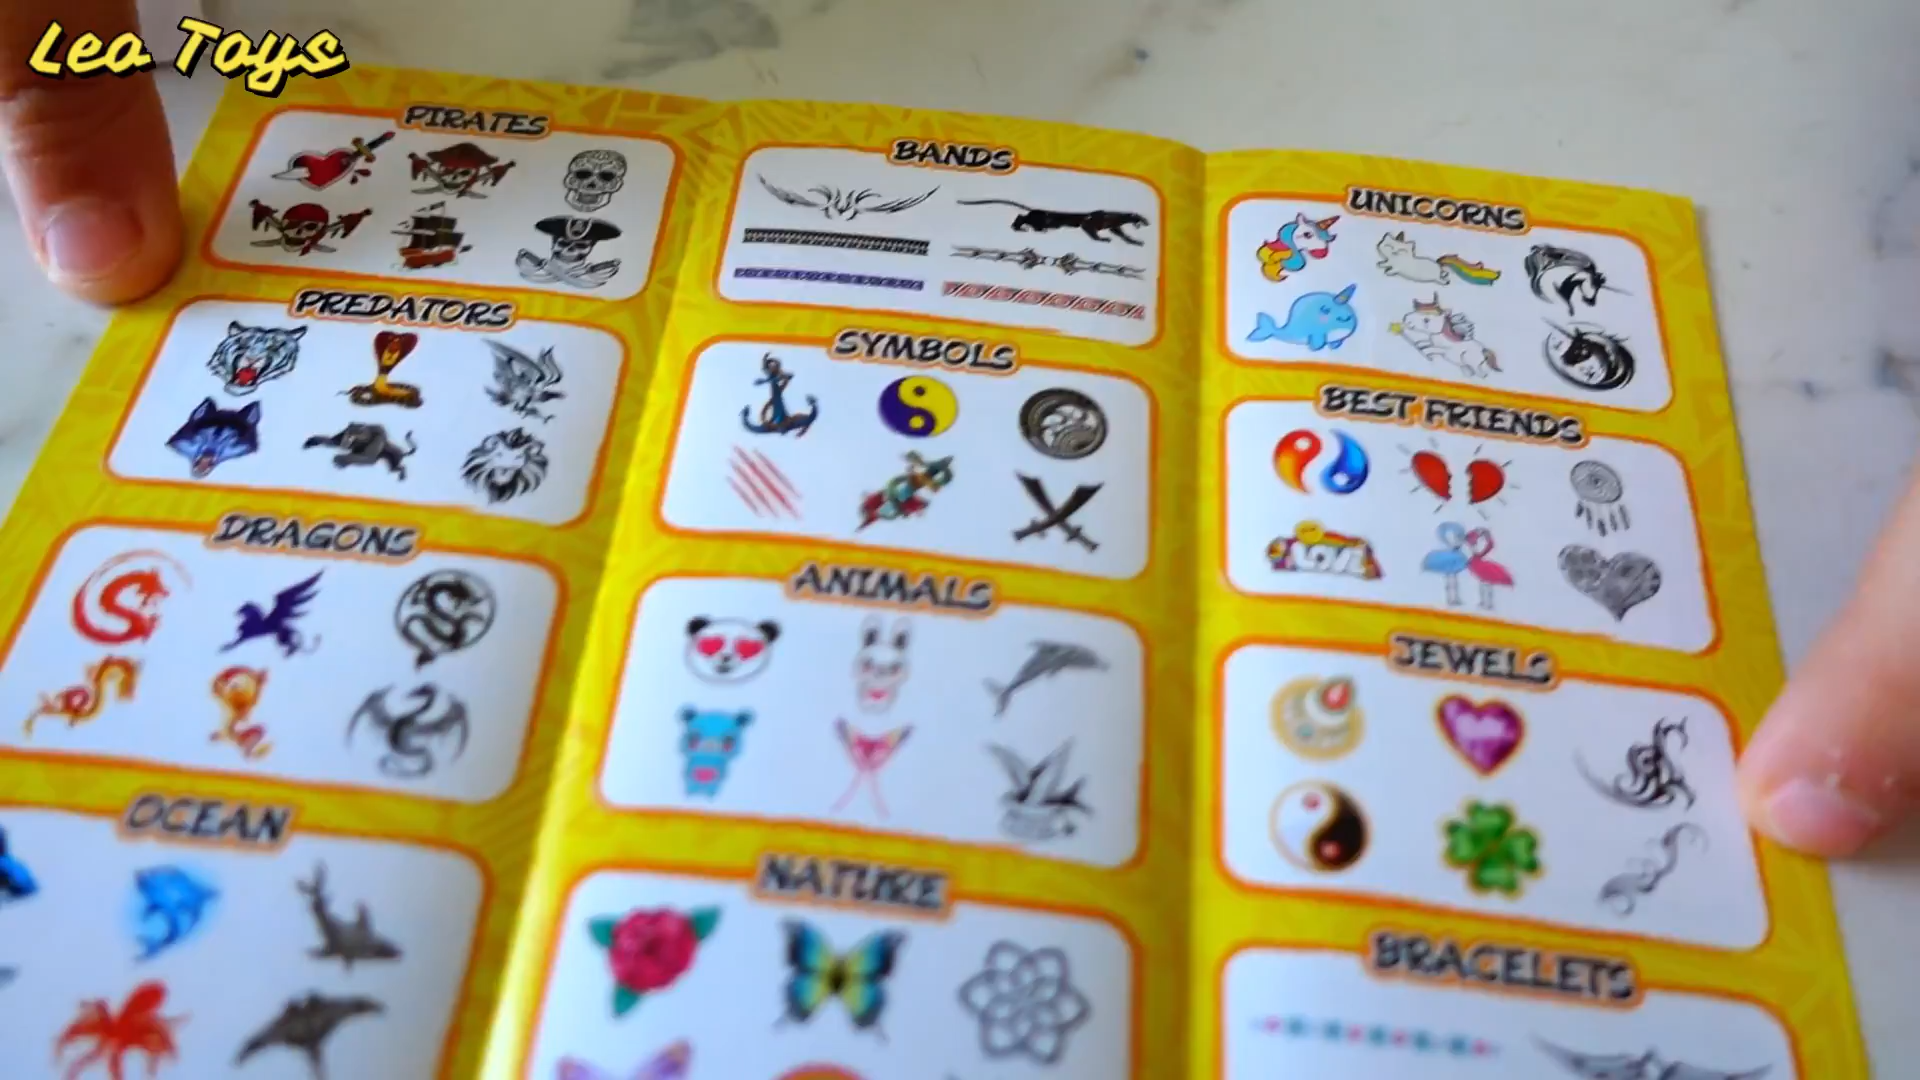 Lea Toys
PIRATES
PREDATORS
DRAGONS
OCEAN
BANDS
SYMBOLS
ANIMALS
NATURE
UNICORNS
BEST FRIENDS
LOVE
JEWELS
BRACELETS